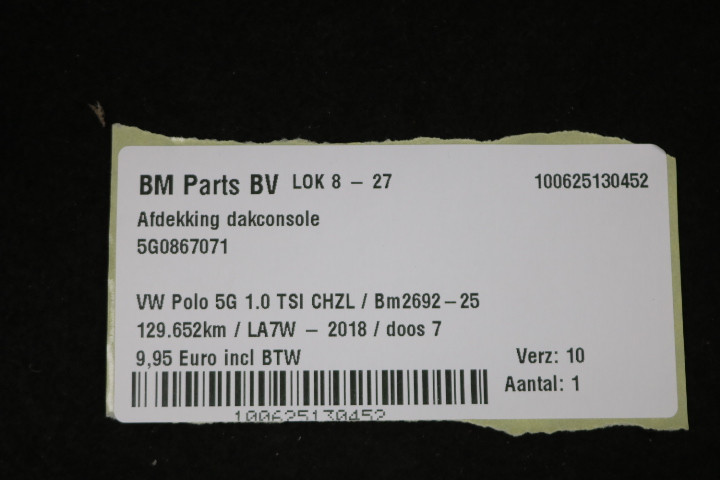 BM Parts BV LOK 8 – 27 100625130452
Afdekking dakconsole
5G0867071
VW Polo 5G 1.0 TSI CHZL / Bm2692–25
129.652km / LA7W – 2018 / doos 7
9,95 Euro incl BTW Verz: 10
Aantal: 1
100625130452